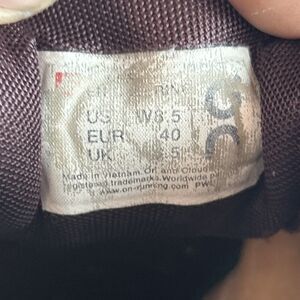 US W8.5
EUR 40
UK
Made in Vietnam. On and Cloud
registered trademarks. Worldwide
www.on-running.com